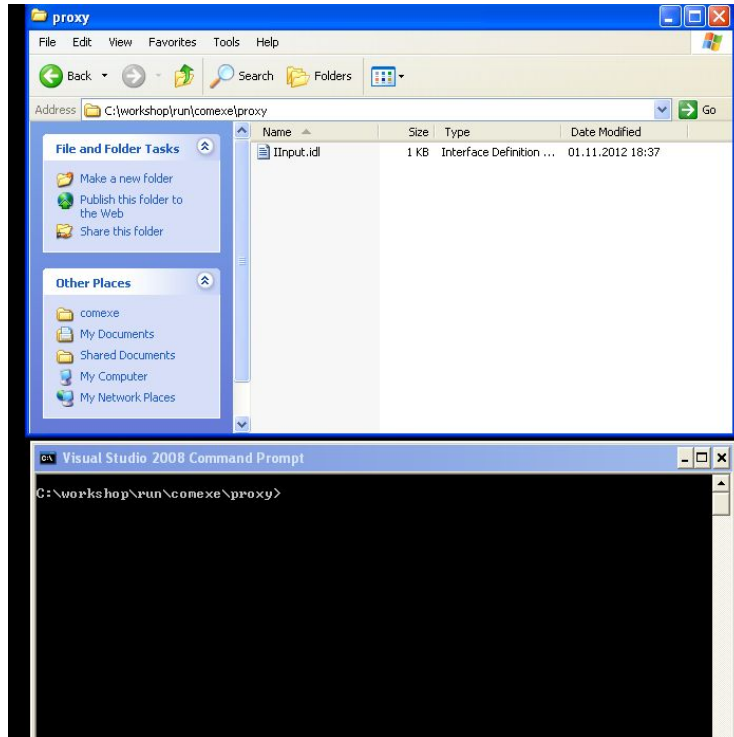 proxy
File Edit View Favorites Tools Help
Back Search Folders
Address C:\workshop\run\comexe\proxy Go
Name Size Type Date Modified
File and Folder Tasks
IInput.idl 1 KB Interface Definition ... 01.11.2012 18:37
Make a new folder
Publish this folder to
the Web
Share this folder
Other Places
comexe
My Documents
Shared Documents
My Computer
My Network Places
Visual Studio 2008 Command Prompt
C:\workshop\run\comexe\proxy>